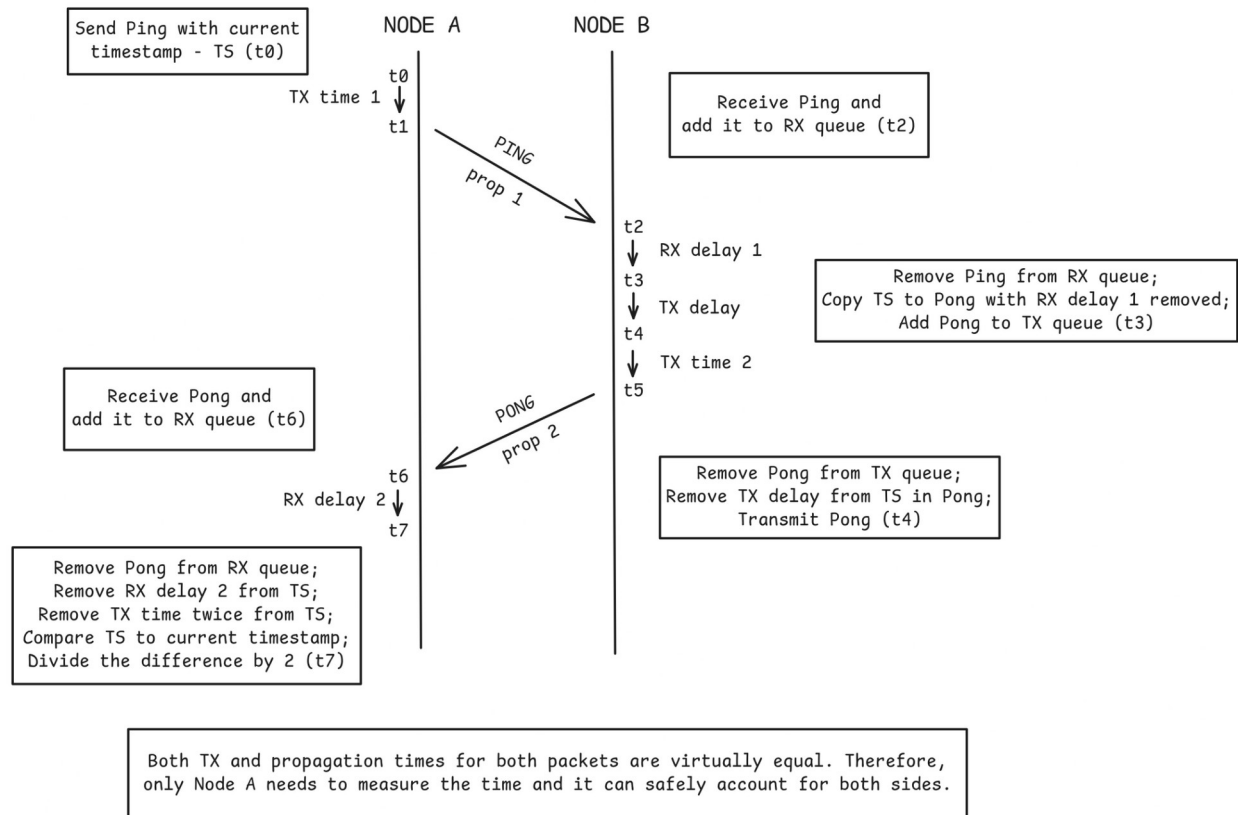 Send Ping with current
timestamp - TS (t0)
NODE A
NODE B
t0
TX time 1
t1
Receive Ping and
add it to RX queue (t2)
PING
prop 1
t2
RX delay 1
t3
TX delay
t4
TX time 2
t5
Remove Ping from RX queue;
Copy TS to Pong with RX delay 1 removed;
Add Pong to TX queue (t3)
Receive Pong and
add it to RX queue (t6)
PONG
prop 2
t6
RX delay 2
t7
Remove Pong from TX queue;
Remove TX delay from TS in Pong;
Transmit Pong (t4)
Remove Pong from RX queue;
Remove RX delay 2 from TS;
Remove TX time twice from TS;
Compare TS to current timestamp;
Divide the difference by 2 (t7)
Both TX and propagation times for both packets are virtually equal. Therefore,
only Node A needs to measure the time and it can safely account for both sides.